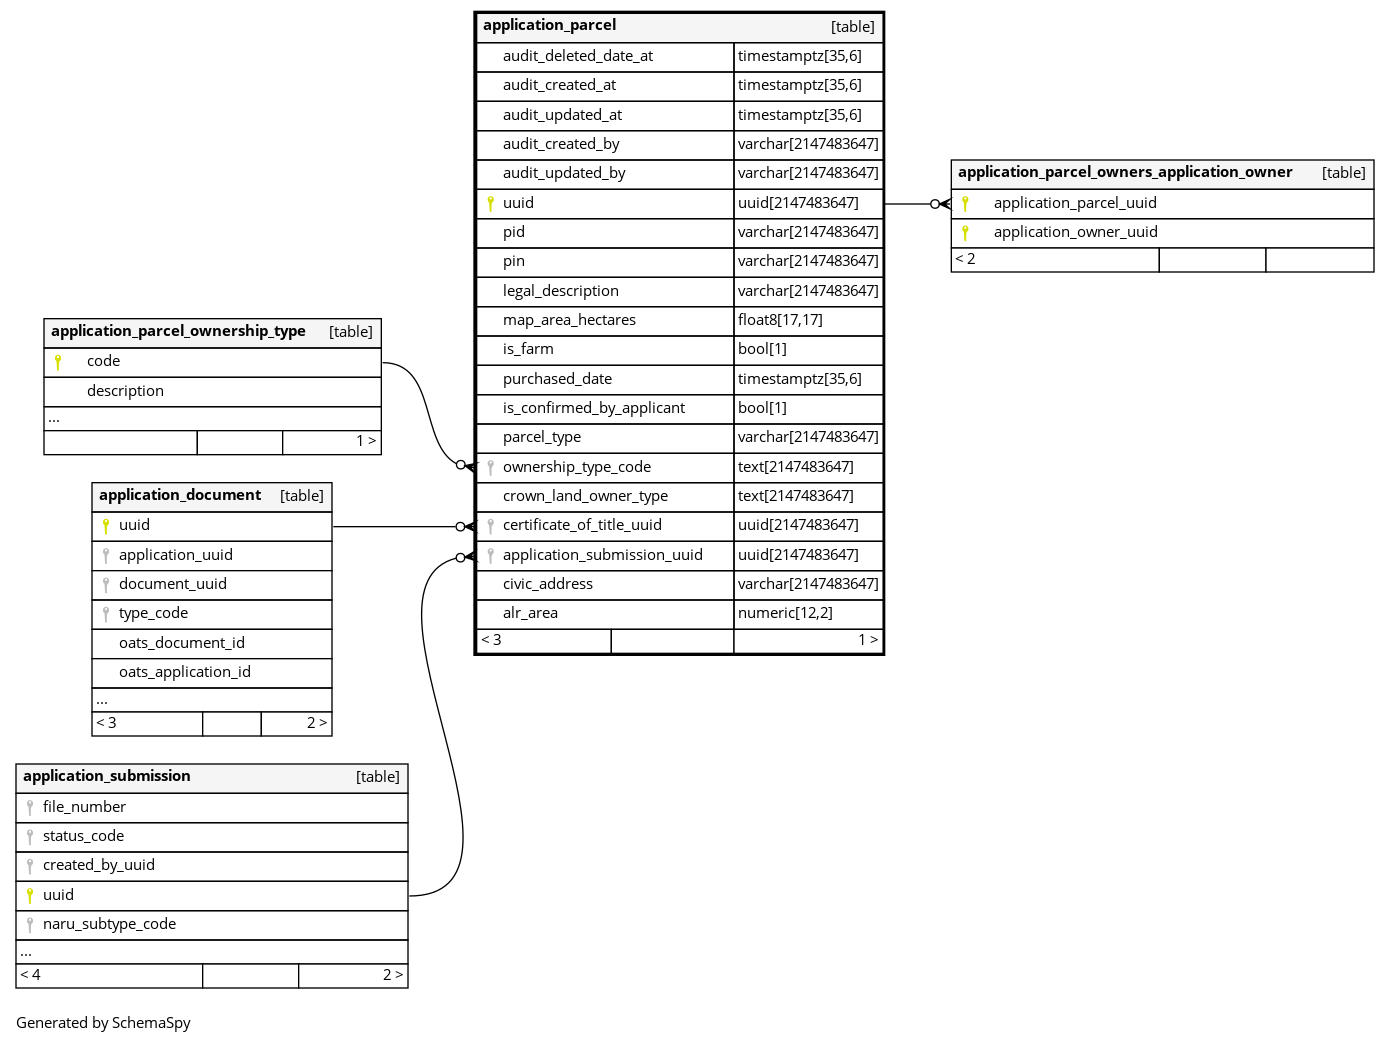 application_parcel [table]
audit_deleted_date_at timestamptz[35,6]
audit_created_at timestamptz[35,6]
audit_updated_at timestamptz[35,6]
audit_created_by varchar[2147483647]
audit_updated_by varchar[2147483647]
uuid uuid[2147483647]
pid varchar[2147483647]
pin varchar[2147483647]
legal_description varchar[2147483647]
map_area_hectares float8[17,17]
is_farm bool[1]
purchased_date timestamptz[35,6]
is_confirmed_by_applicant bool[1]
parcel_type varchar[2147483647]
ownership_type_code text[2147483647]
crown_land_owner_type text[2147483647]
certificate_of_title_uuid uuid[2147483647]
application_submission_uuid uuid[2147483647]
civic_address varchar[2147483647]
alr_area numeric[12,2]
< 3 1 >
application_parcel_owners_application_owner [table]
application_parcel_uuid
application_owner_uuid
< 2
application_parcel_ownership_type [table]
code
description
...
1 >
application_document [table]
uuid
application_uuid
document_uuid
type_code
oats_document_id
oats_application_id
...
< 3 2 >
application_submission [table]
file_number
status_code
created_by_uuid
uuid
naru_subtype_code
...
< 4 2 >
Generated by SchemaSpy